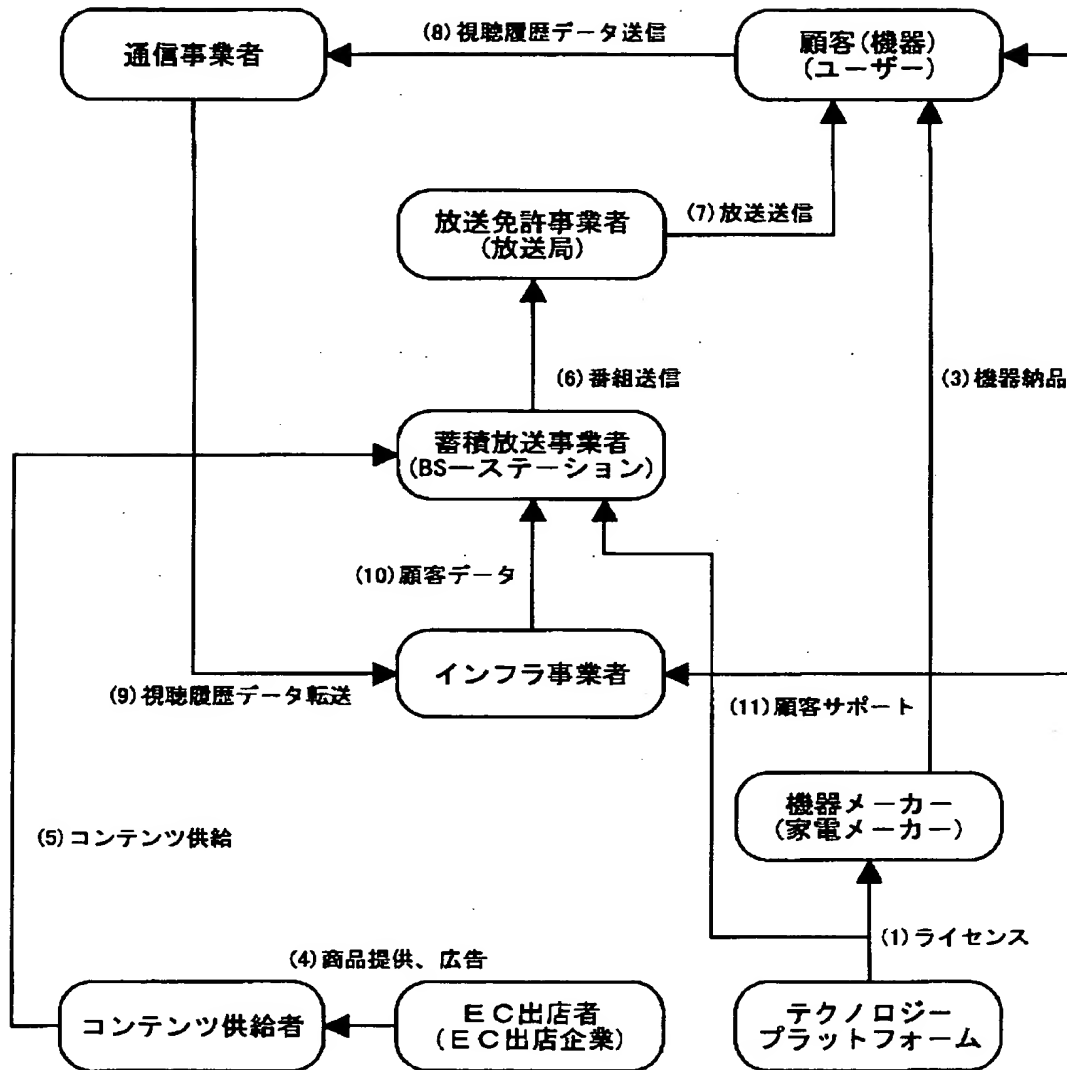 (8)視聴履歴データ送信
通信事業者
顧客(機器)
(ユーザー)
放送免許事業者
(放送局)
(7)放送送信
(6)番組送信
(3)機器納品
蓄積放送事業者
(BSーステーション)
(10)顧客データ
インフラ事業者
(9)視聴履歴データ転送
(11)顧客サポート
機器メーカー
(家電メーカー)
(5)コンテンツ供給
(1)ライセンス
(4)商品提供、広告
コンテンツ供給者
EC出店者
(EC出店企業)
テクノロジー
プラットフォーム